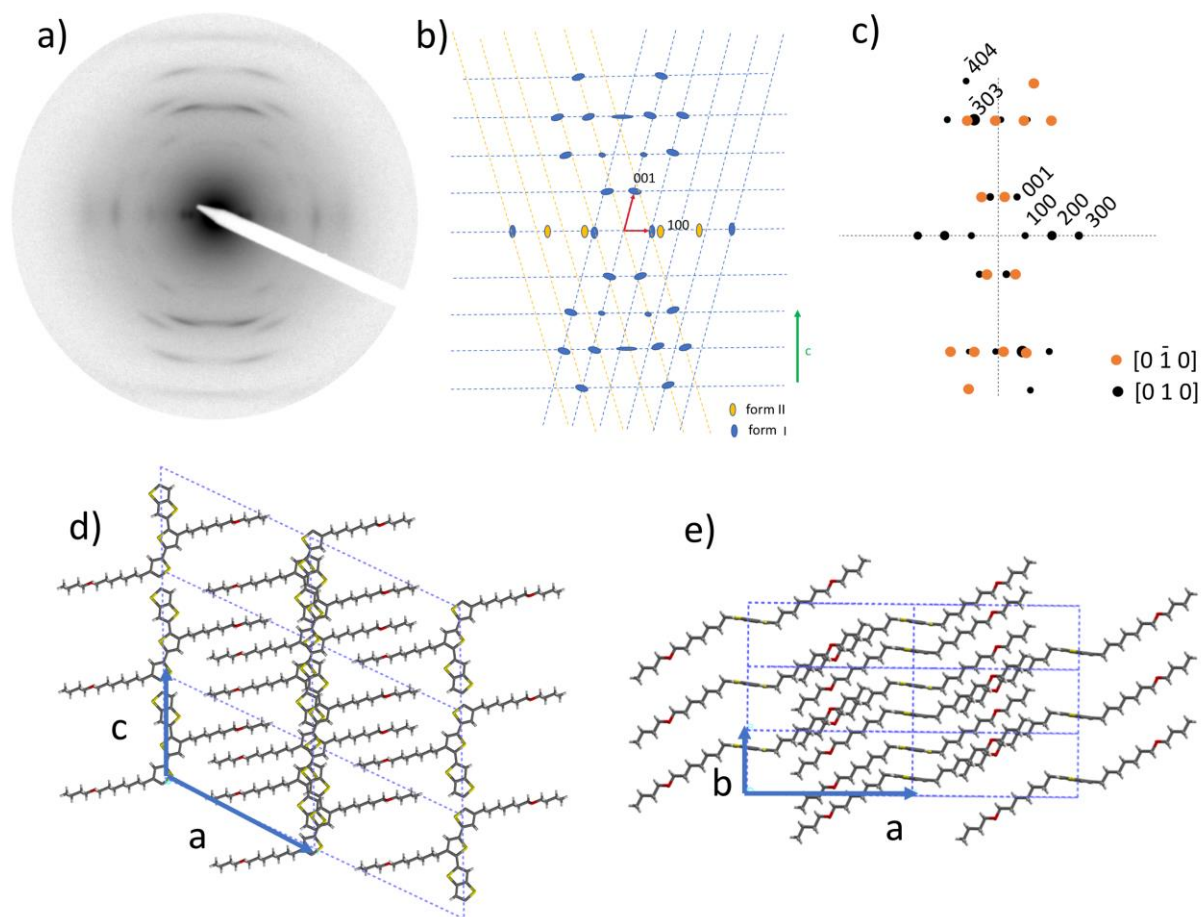 a)
b)
001
100
c
form II
form I
c)
4̄04
3̄03
001
100
200
300
[0 1̄ 0]
[0 1 0]
d)
c
a
e)
b
a